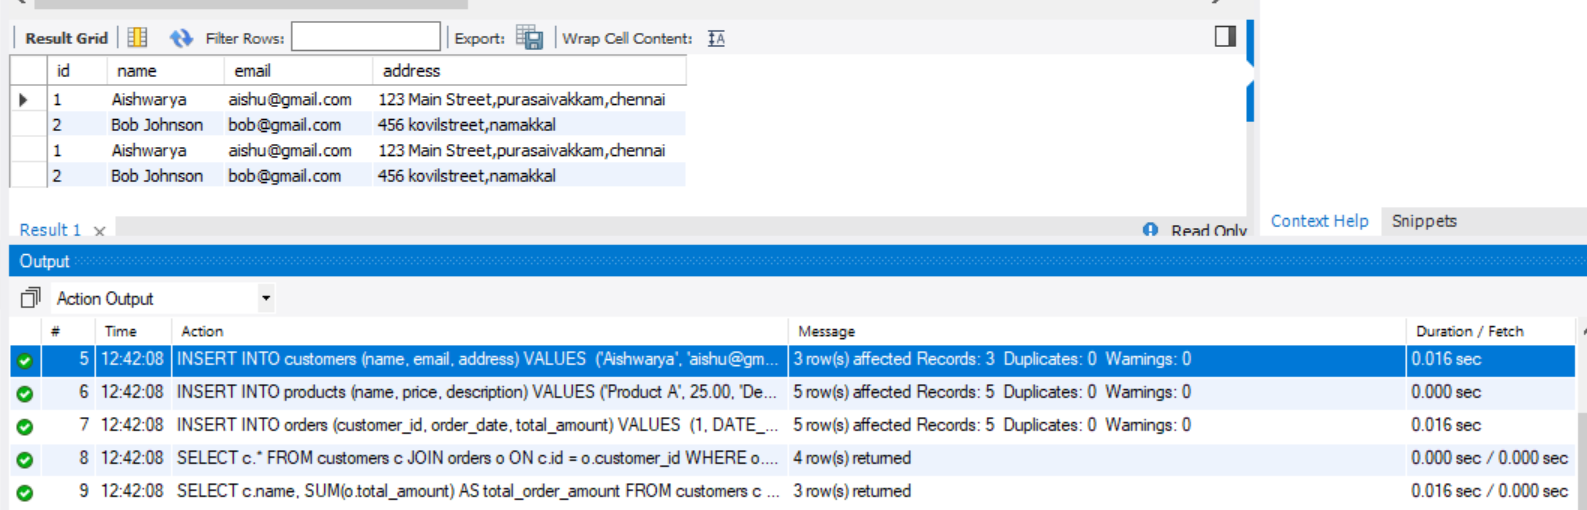 Result Grid Filter Rows: Export: Wrap Cell Content: IA
id name email address
1 Aishwarya aishu@gmail.com 123 Main Street,purasaivakkam,chennai
2 Bob Johnson bob@gmail.com 456 kovilstreet,namakkal
1 Aishwarya aishu@gmail.com 123 Main Street,purasaivakkam,chennai
2 Bob Johnson bob@gmail.com 456 kovilstreet,namakkal
Result 1 × Read Only Context Help Snippets
Output
Action Output
# Time Action Message Duration / Fetch
5 12:42:08 INSERT INTO customers (name, email, address) VALUES ('Aishwarya', 'aishu@gm... 3 row(s) affected Records: 3 Duplicates: 0 Warnings: 0 0.016 sec
6 12:42:08 INSERT INTO products (name, price, description) VALUES ('Product A', 25.00, 'De... 5 row(s) affected Records: 5 Duplicates: 0 Warnings: 0 0.000 sec
7 12:42:08 INSERT INTO orders (customer_id, order_date, total_amount) VALUES (1, DATE_... 5 row(s) affected Records: 5 Duplicates: 0 Warnings: 0 0.016 sec
8 12:42:08 SELECT c.* FROM customers c JOIN orders o ON c.id = o.customer_id WHERE o.... 4 row(s) returned 0.000 sec / 0.000 sec
9 12:42:08 SELECT c.name, SUM(o.total_amount) AS total_order_amount FROM customers c ... 3 row(s) returned 0.016 sec / 0.000 sec